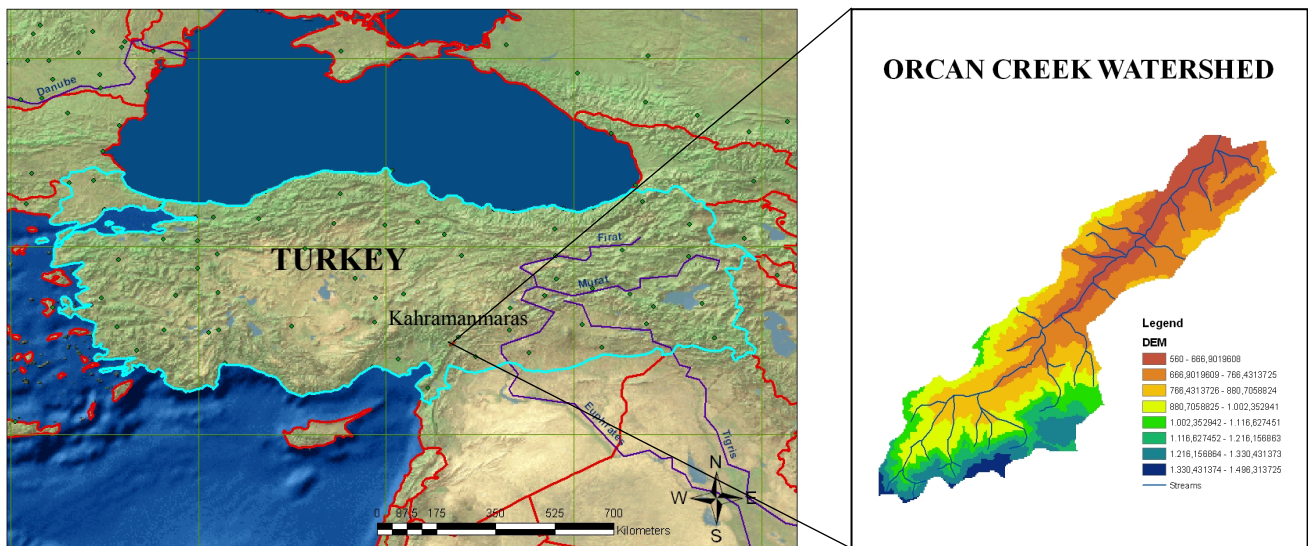 Danube
TURKEY
Firat
Murat
Kahramanmaras
Euphrates
Tigris
N
W
E
S
0 87,5 175 350 525 700
Kilometers
ORCAN CREEK WATERSHED
Legend
DEM
560 - 666,9019608
666,9019609 - 766,4313725
766,4313726 - 880,7058824
880,7058825 - 1.002,352941
1.002,352942 - 1.116,627451
1.116,627452 - 1.216,156863
1.216,156864 - 1.330,431373
1.330,431374 - 1.496,313725
Streams